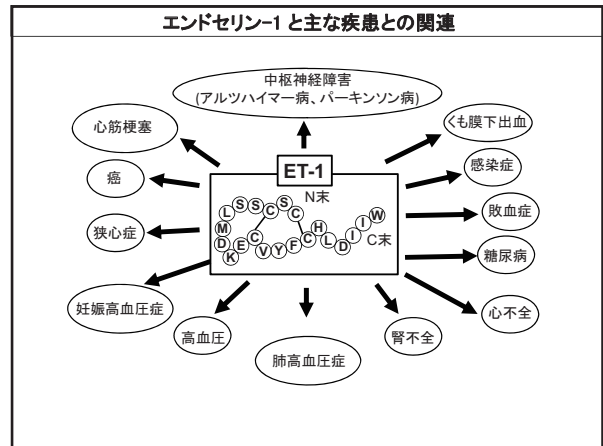 エンドセリン-1 と主な疾患との関連
中枢神経障害
(アルツハイマー病、パーキンソン病)
心筋梗塞
くも膜下出血
癌
ET-1
感染症
N末
狭心症
L S S C S C
M D K E C V Y F C H L D I I W
C末
敗血症
糖尿病
妊娠高血圧症
高血圧
肺高血圧症
腎不全
心不全